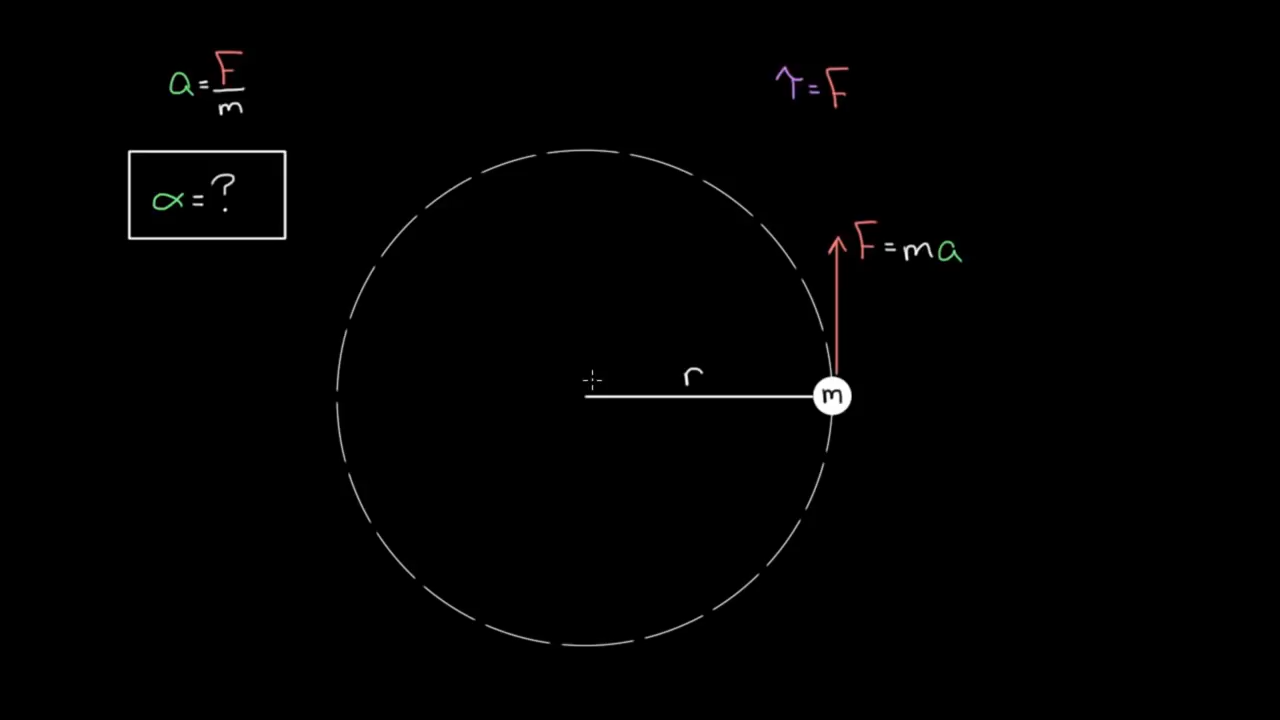 a = F/m
τ = F
α = ?
F = ma
r
m